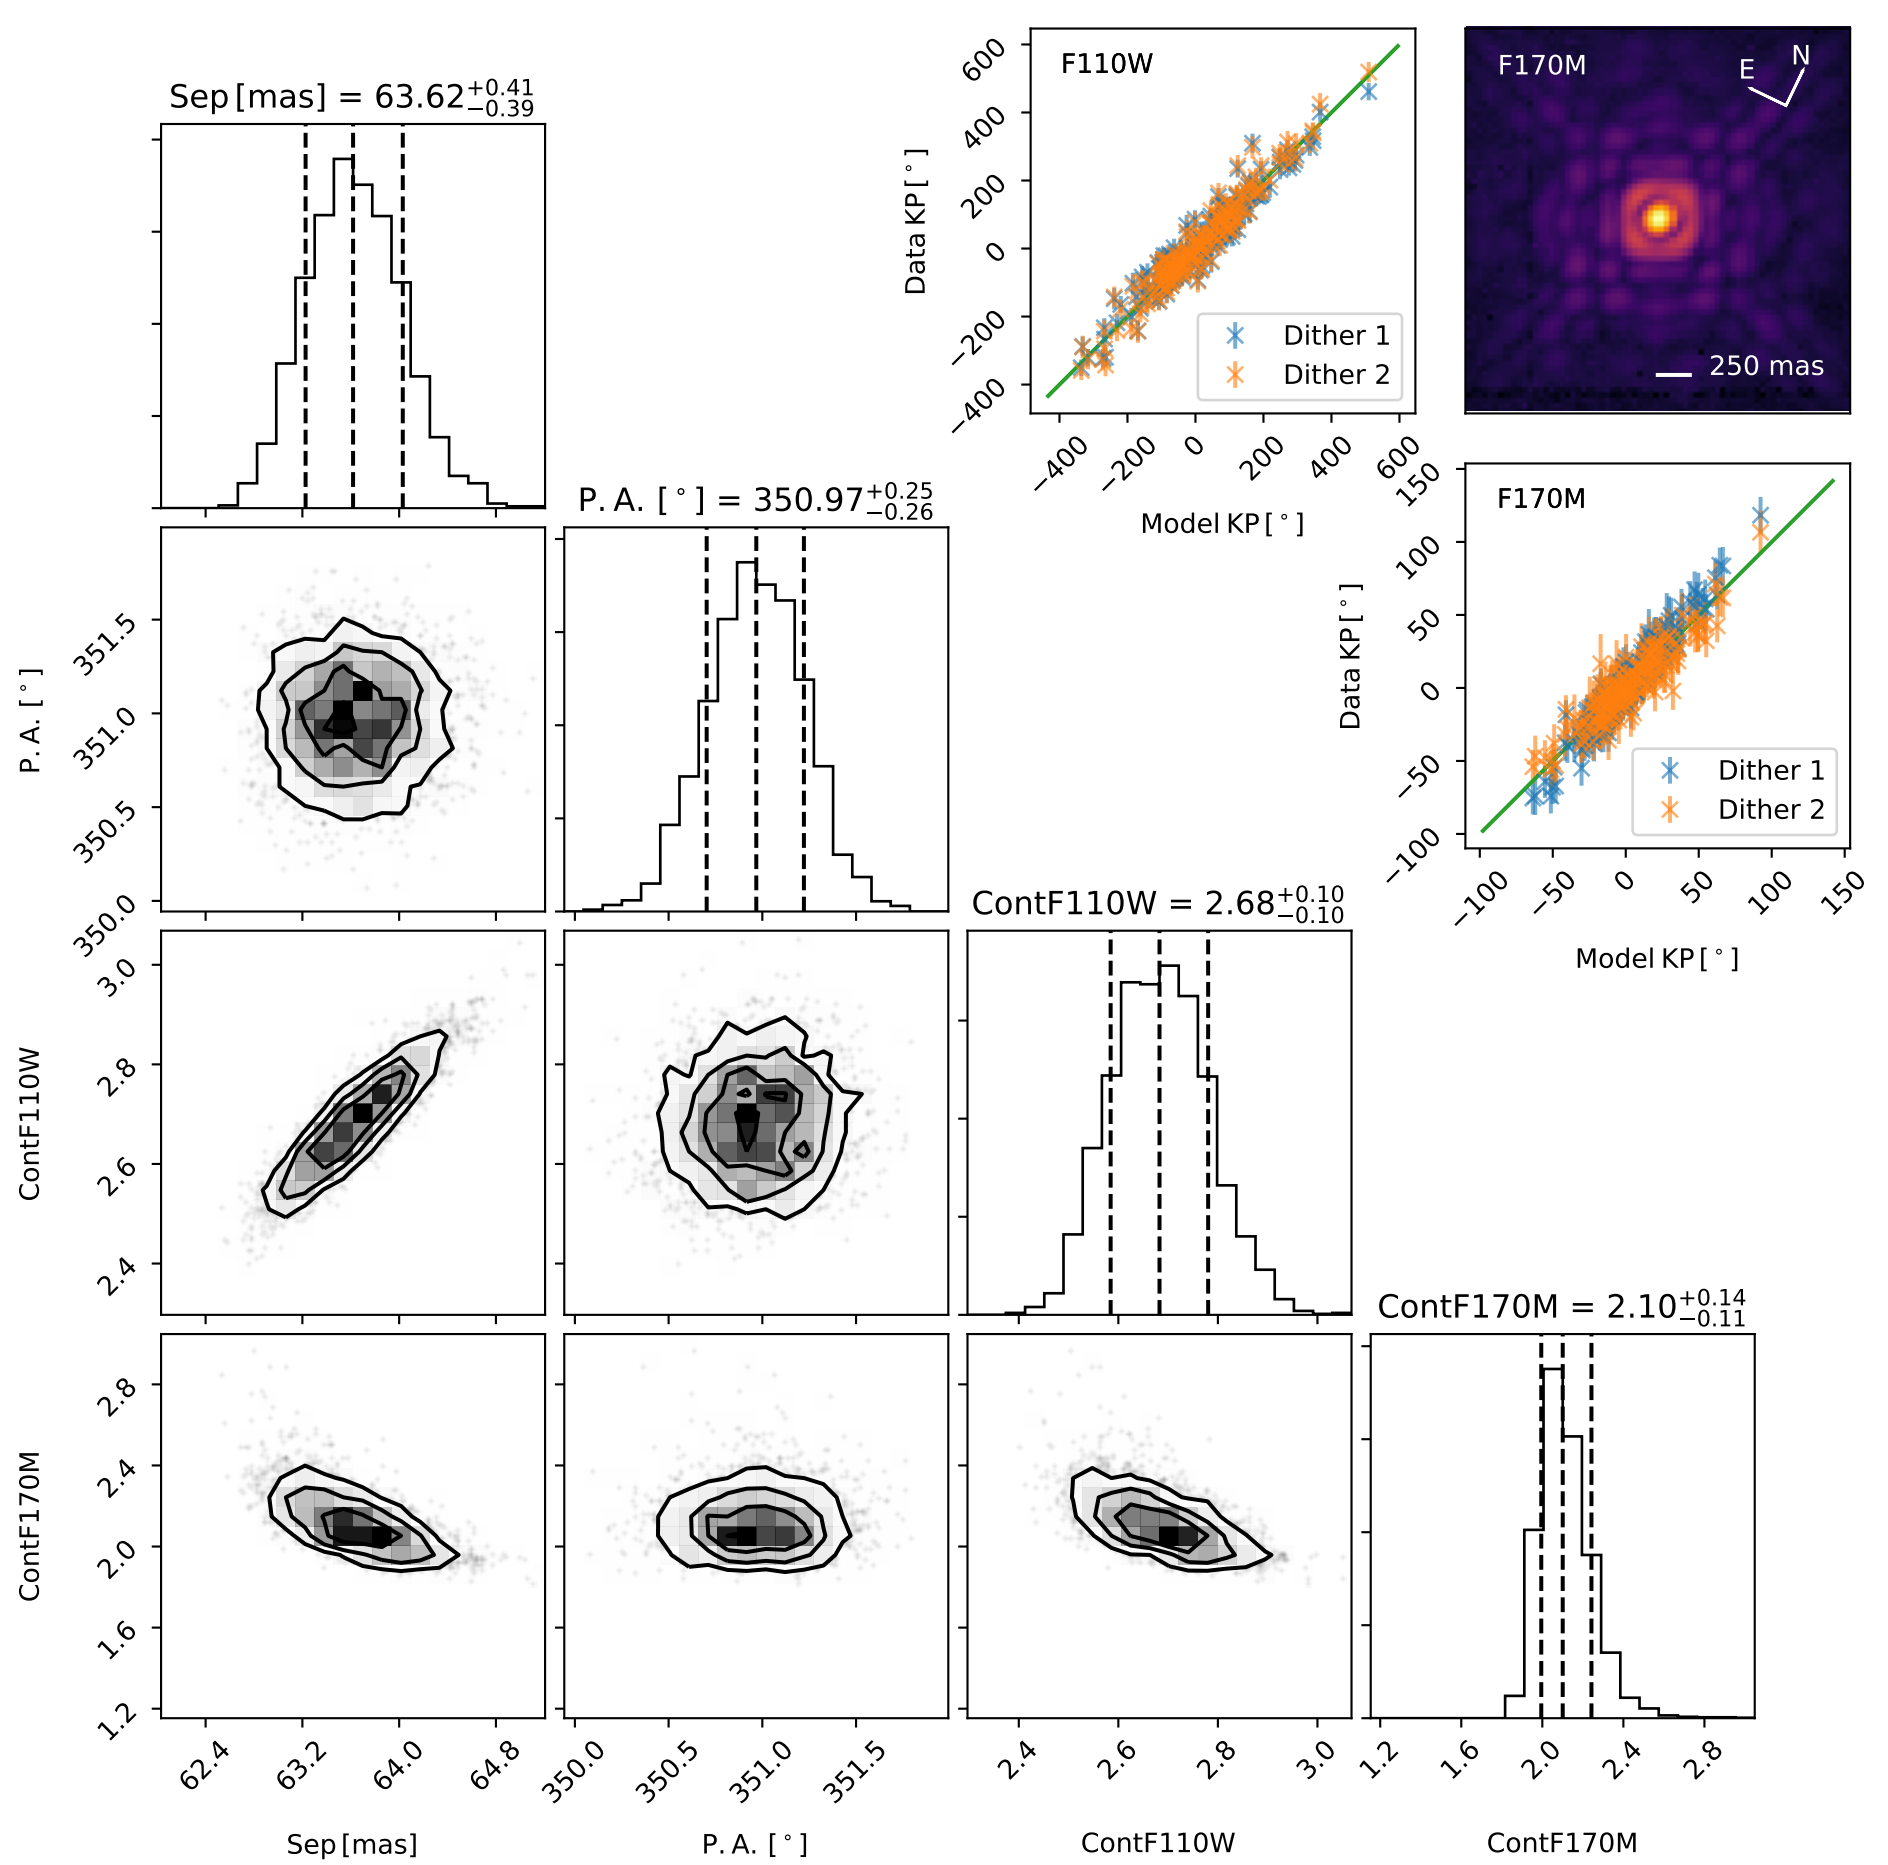 Sep [mas] = 63.62 +0.41 −0.39
600
400
200
0
−200
−400
Data KP [°]
F110W
Dither 1
Dither 2
−400
−200
0
200
400
600
Model KP [°]
F170M
E
N
250 mas
P. A. [°] = 350.97 +0.25 −0.26
150
100
50
0
−50
−100
Data KP [°]
F170M
Dither 1
Dither 2
−100
−50
0
50
100
150
Model KP [°]
P. A. [°]
351.5
351.0
350.5
350.0
ContF110W = 2.68 +0.10 −0.10
ContF110W
3.0
2.8
2.6
2.4
ContF170M = 2.10 +0.14 −0.11
ContF170M
2.8
2.4
2.0
1.6
1.2
62.4
63.2
64.0
64.8
Sep [mas]
350.0
350.5
351.0
351.5
P. A. [°]
2.4
2.6
2.8
3.0
ContF110W
1.2
1.6
2.0
2.4
2.8
ContF170M